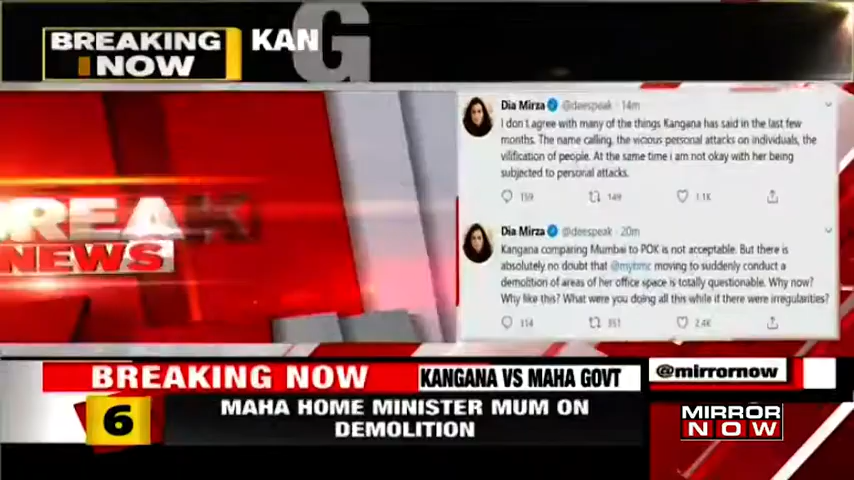 BREAKING
NOW
KANG
Dia Mirza @deespeak · 14m
I don't agree with many of the things Kangana has said in the last few
months. The name calling, the vicious personal attacks on individuals, the
vilification of people. At the same time i am not okay with her being
subjected to personal attacks.
159 149 1.1K
Dia Mirza @deespeak · 20m
Kangana comparing Mumbai to POK is not acceptable. But there is
absolutely no doubt that @mybmc moving to suddenly conduct a
demolition of areas of her office space is totally questionable. Why now?
Why like this? What were you doing all this while if there were irregularities?
314 351 2.4K
REAK
NEWS
BREAKING NOW
KANGANA VS MAHA GOVT
@mirrornow
6
MAHA HOME MINISTER MUM ON
DEMOLITION
MIRROR
NOW